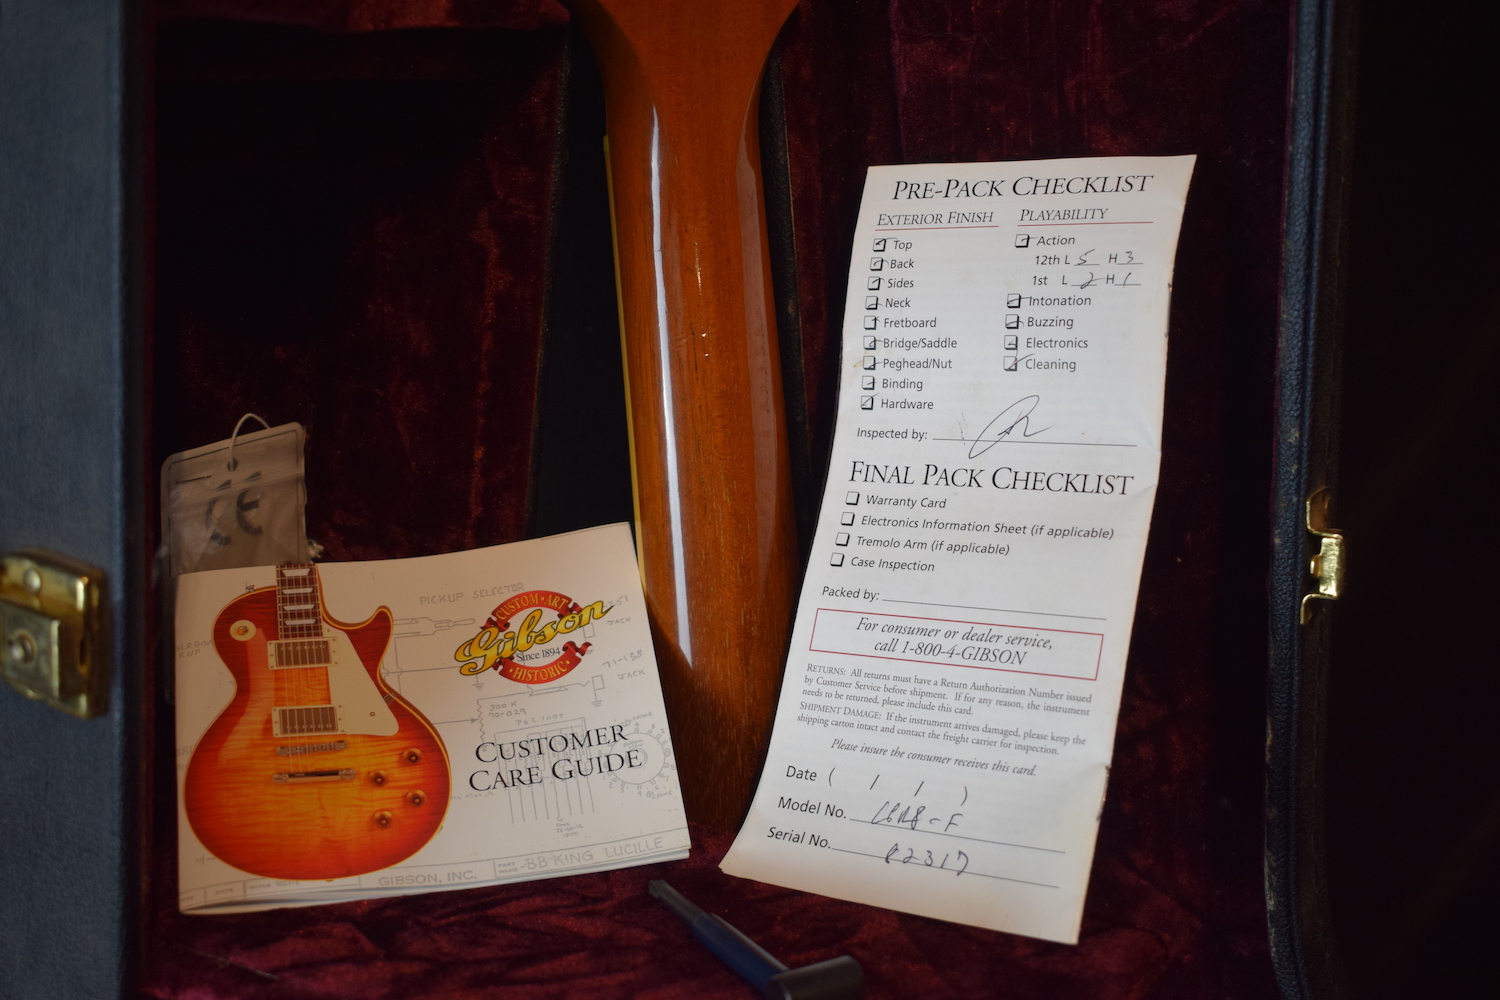 PRE-PACK CHECKLIST
EXTERIOR FINISH
Top
Back
Sides
Neck
Fretboard
Bridge/Saddle
Peghead/Nut
Binding
Hardware
PLAYABILITY
Action
12th L 5 H 3
1st L 2 H 1
Intonation
Buzzing
Electronics
Cleaning
Inspected by:
FINAL PACK CHECKLIST
Warranty Card
Electronics Information Sheet (if applicable)
Tremolo Arm (if applicable)
Case Inspection
Packed by:
For consumer or dealer service,
call 1-800-4-GIBSON
RETURNS: All returns must have a Return Authorization Number issued
by Customer Service before shipment. If for any reason, the instrument
needs to be returned, please include this card.
SHIPMENT DAMAGE: If the instrument arrives damaged, please keep the
shipping carton intact and contact the freight carrier for inspection.
Please insure the consumer receives this card.
Date ( / / )
Model No.
Serial No. 82317
CE
PICKUP SELECTOR
CUSTOM·ART
Gibson
Since 1894
·HISTORIC·
JACK
71-138
JACK
300 K
CUSTOMER
CARE GUIDE
GIBSON, INC.
PART
NAME -BB KING LUCILLE